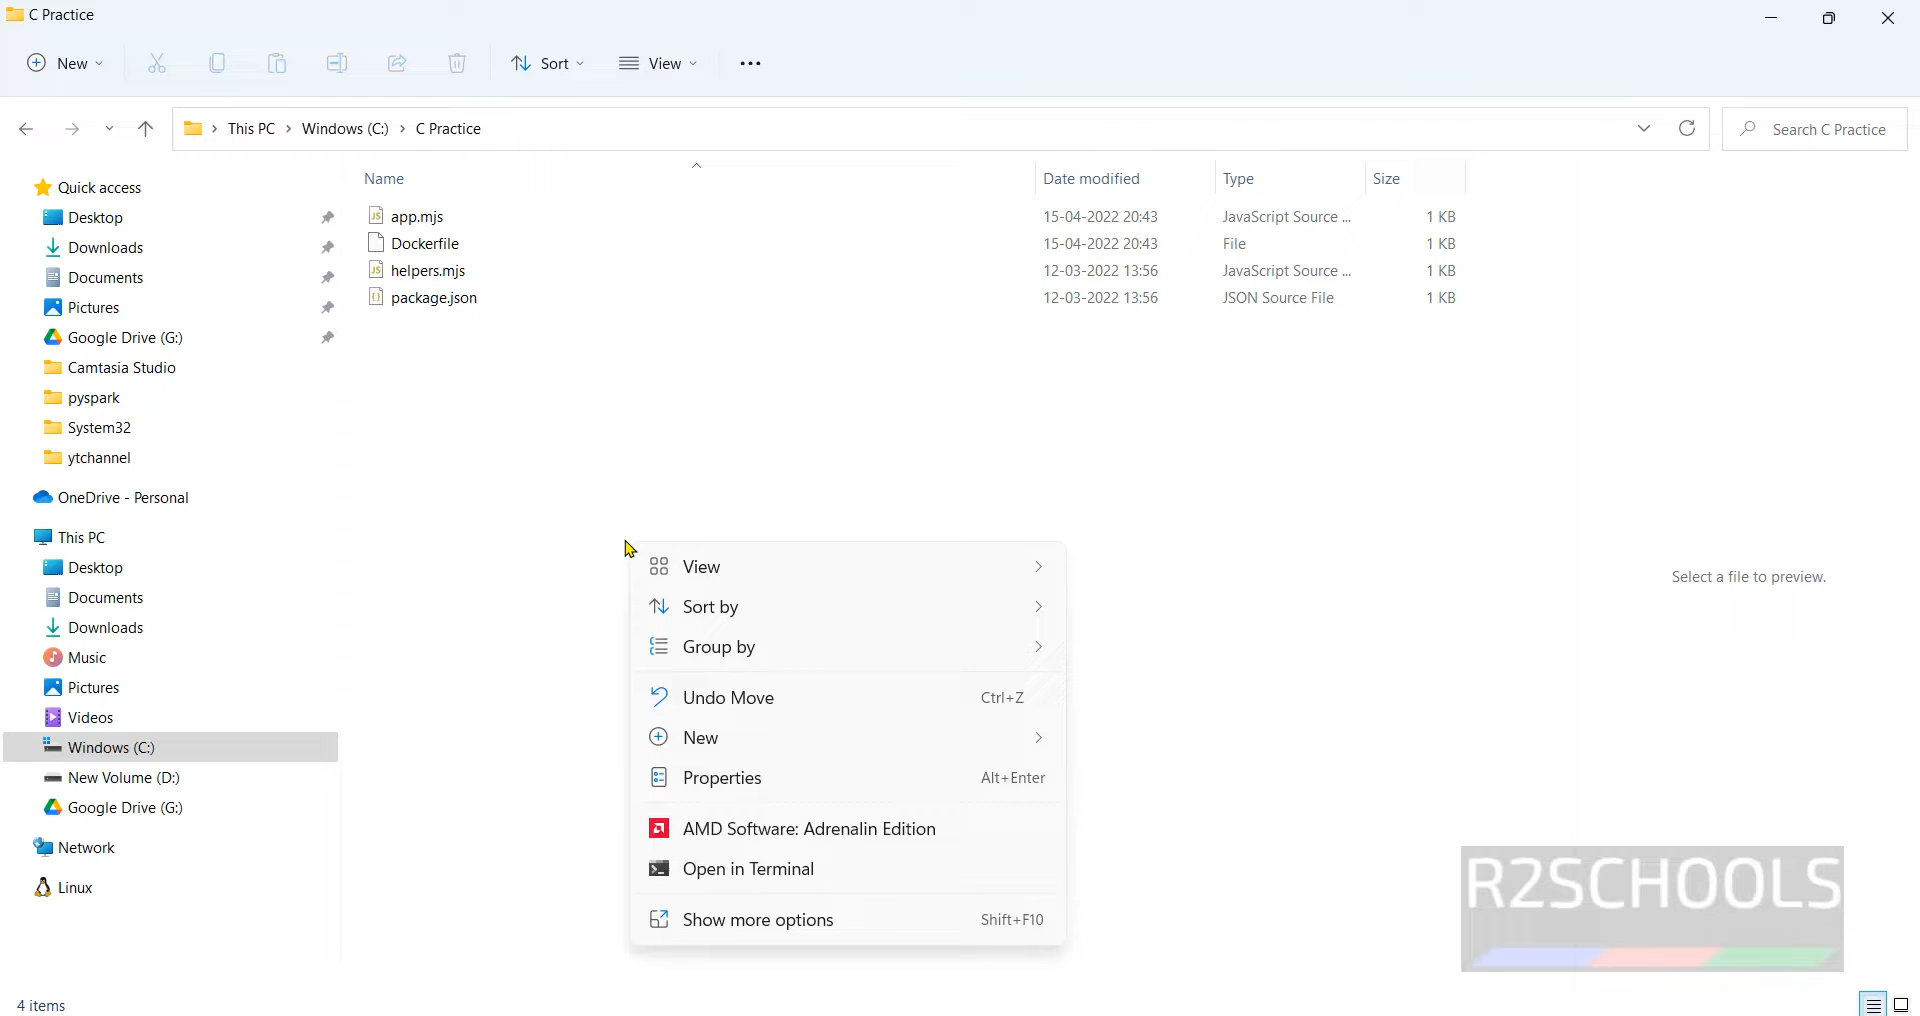 C Practice
New
Sort
View
This PC > Windows (C:) > C Practice
Search C Practice
Name Date modified Type Size
app.mjs 15-04-2022 20:43 JavaScript Source ... 1 KB
Dockerfile 15-04-2022 20:43 File 1 KB
helpers.mjs 12-03-2022 13:56 JavaScript Source ... 1 KB
package.json 12-03-2022 13:56 JSON Source File 1 KB
Quick access
Desktop
Downloads
Documents
Pictures
Google Drive (G:)
Camtasia Studio
pyspark
System32
ytchannel
OneDrive - Personal
This PC
Desktop
Documents
Downloads
Music
Pictures
Videos
Windows (C:)
New Volume (D:)
Google Drive (G:)
Network
Linux
View
Sort by
Group by
Undo Move Ctrl+Z
New
Properties Alt+Enter
AMD Software: Adrenalin Edition
Open in Terminal
Show more options Shift+F10
Select a file to preview.
R2SCHOOLS
4 items